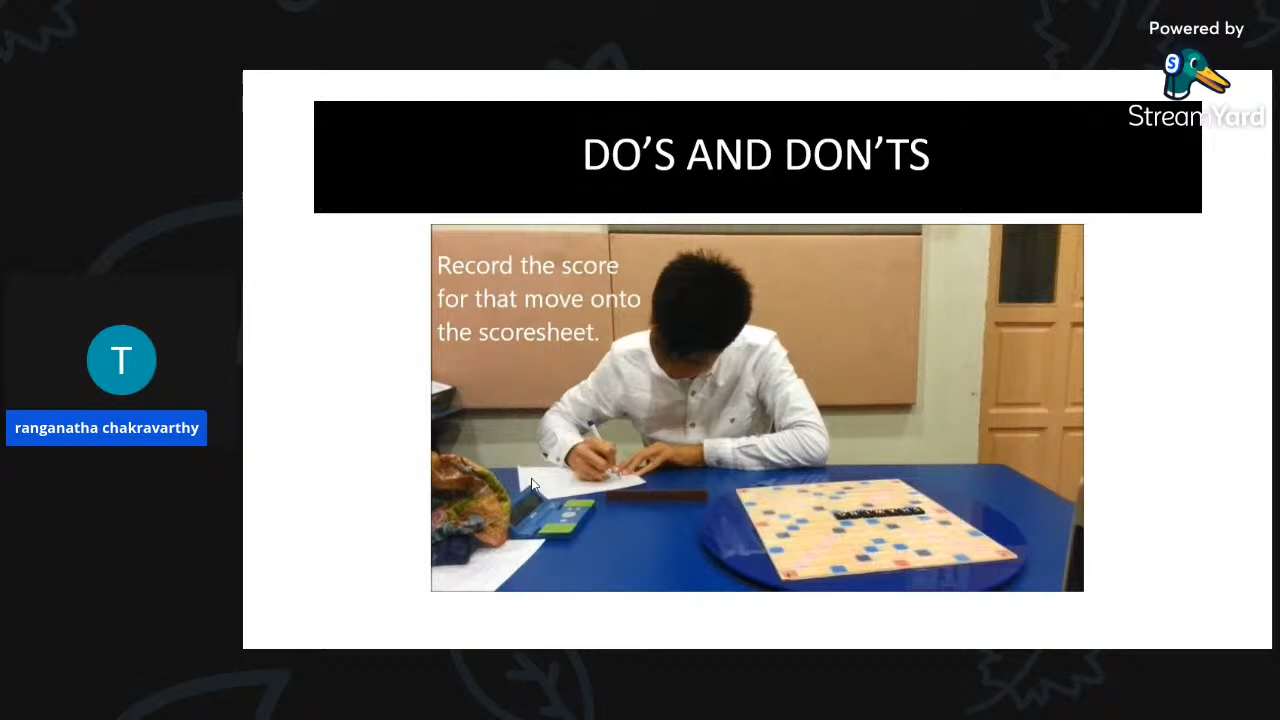 Powered by
S
StreamYard
DO'S AND DON'TS
Record the score
for that move onto
the scoresheet.
T
ranganatha chakravarthy